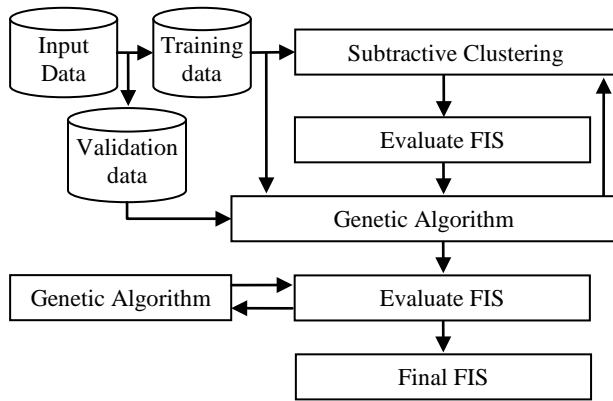 Input
Data
Training
data
Subtractive Clustering
Validation
data
Evaluate FIS
Genetic Algorithm
Genetic Algorithm
Evaluate FIS
Final FIS